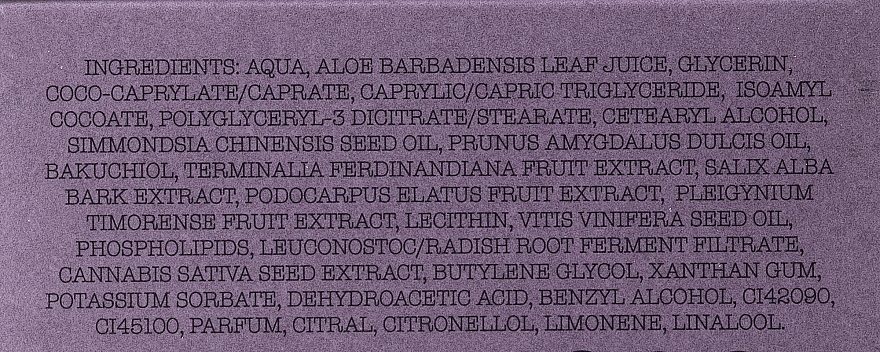 INGREDIENTS: AQUA, ALOE BARBADENSIS LEAF JUICE, GLYCERIN,
COCO-CAPRYLATE/CAPRATE, CAPRYLIC/CAPRIC TRIGLYCERIDE, ISOAMYL
COCOATE, POLYGLYCERYL-3 DICITRATE/STEARATE, CETEARYL ALCOHOL,
SIMMONDSIA CHINENSIS SEED OIL, PRUNUS AMYGDALUS DULCIS OIL,
BAKUCHIOL, TERMINALIA FERDINANDIANA FRUIT EXTRACT, SALIX ALBA
BARK EXTRACT, PODOCARPUS ELATUS FRUIT EXTRACT, PLEIGYNIUM
TIMORENSE FRUIT EXTRACT, LECITHIN, VITIS VINIFERA SEED OIL,
PHOSPHOLIPIDS, LEUCONOSTOC/RADISH ROOT FERMENT FILTRATE,
CANNABIS SATIVA SEED EXTRACT, BUTYLENE GLYCOL, XANTHAN GUM,
POTASSIUM SORBATE, DEHYDROACETIC ACID, BENZYL ALCOHOL, CI42090,
CI45100, PARFUM, CITRAL, CITRONELLOL, LIMONENE, LINALOOL.